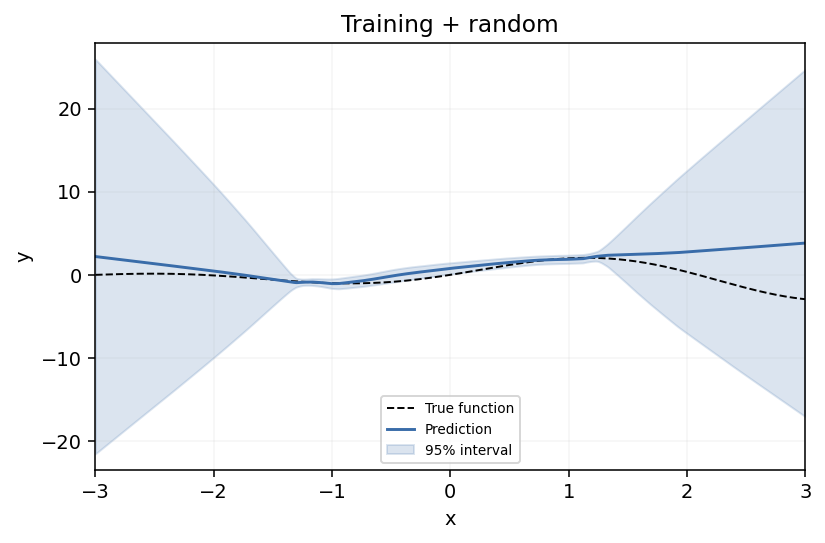 Training + random
20
10
0
−10
−20
y
−3
−2
−1
0
1
2
3
x
True function
Prediction
95% interval